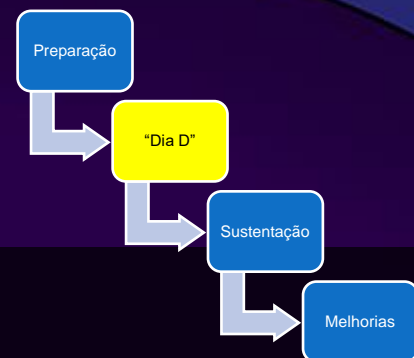 Preparação
“Dia D”
Sustentação
Melhorias